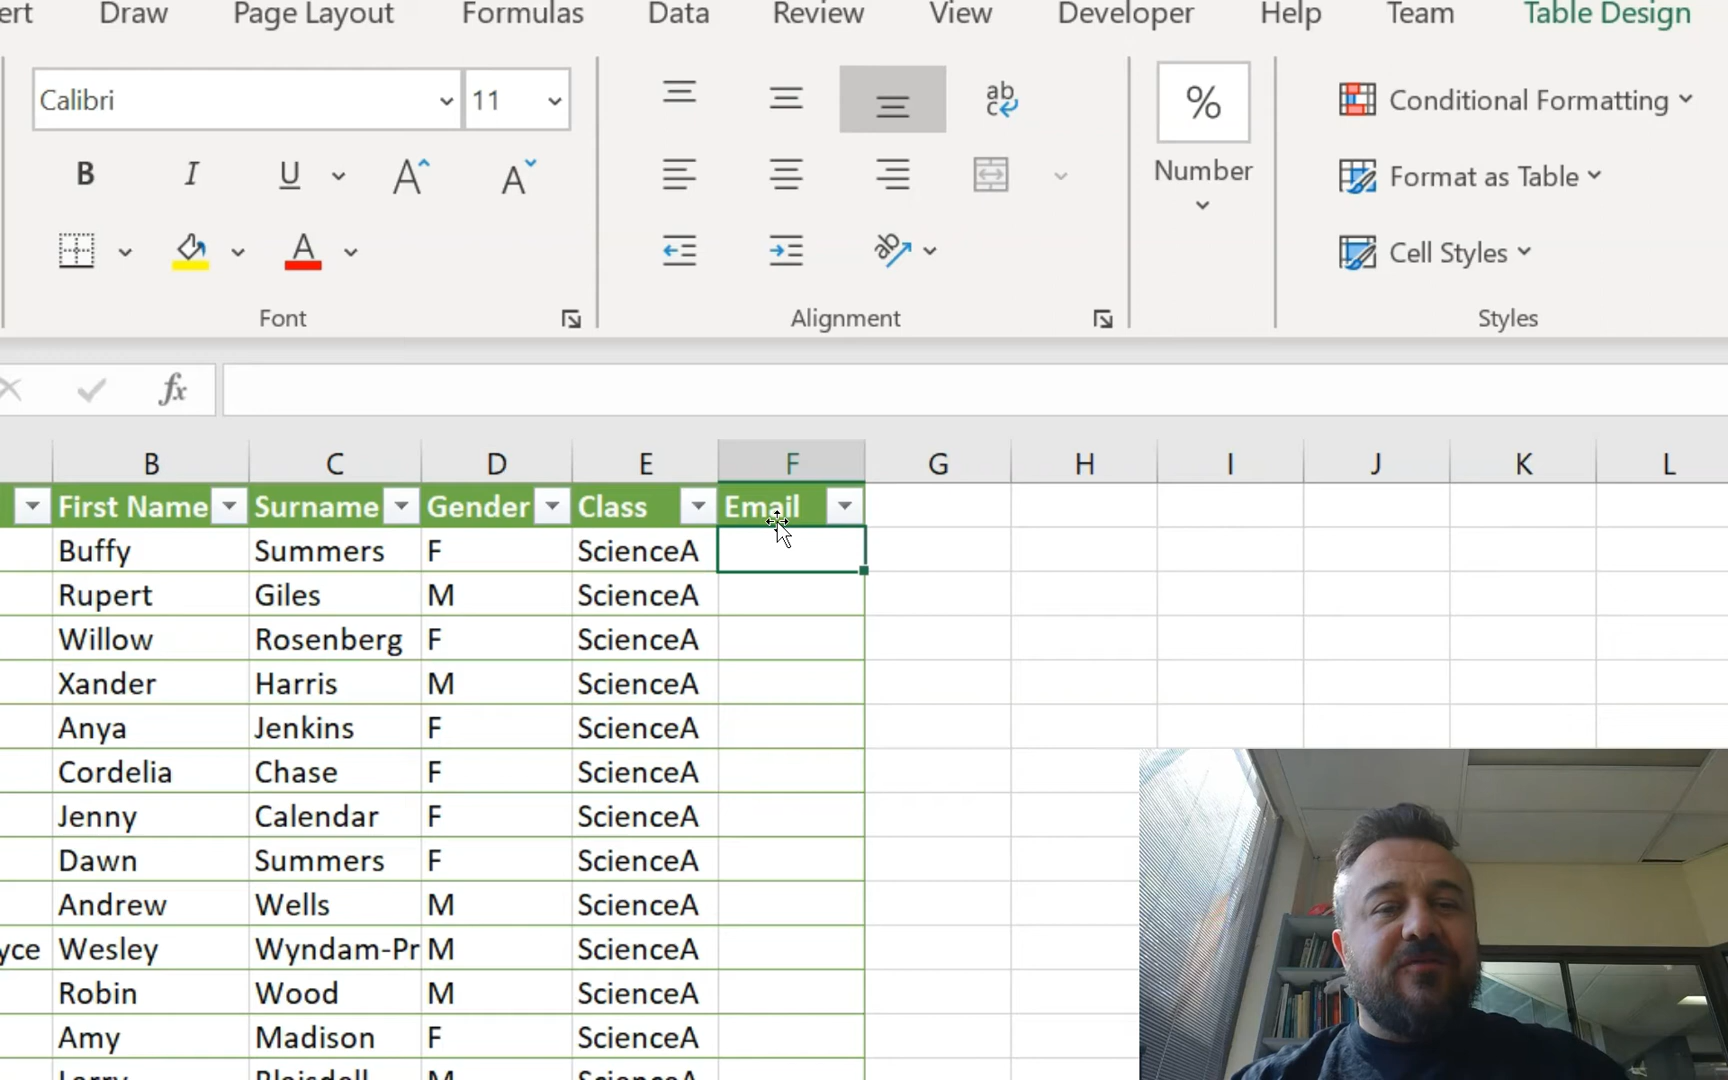 ert Draw Page Layout Formulas Data Review View Developer Help Team Table Design
Calibri 11 ab c % Conditional Formatting
B I U A A Number Format as Table
A ab Cell Styles
Font Alignment Styles
fx
B C D E F G H I J K L
First Name Surname Gender Class Email
Buffy Summers F ScienceA
Rupert Giles M ScienceA
Willow Rosenberg F ScienceA
Xander Harris M ScienceA
Anya Jenkins F ScienceA
Cordelia Chase F ScienceA
Jenny Calendar F ScienceA
Dawn Summers F ScienceA
Andrew Wells M ScienceA
yce Wesley Wyndam-Pr M ScienceA
Robin Wood M ScienceA
Amy Madison F ScienceA